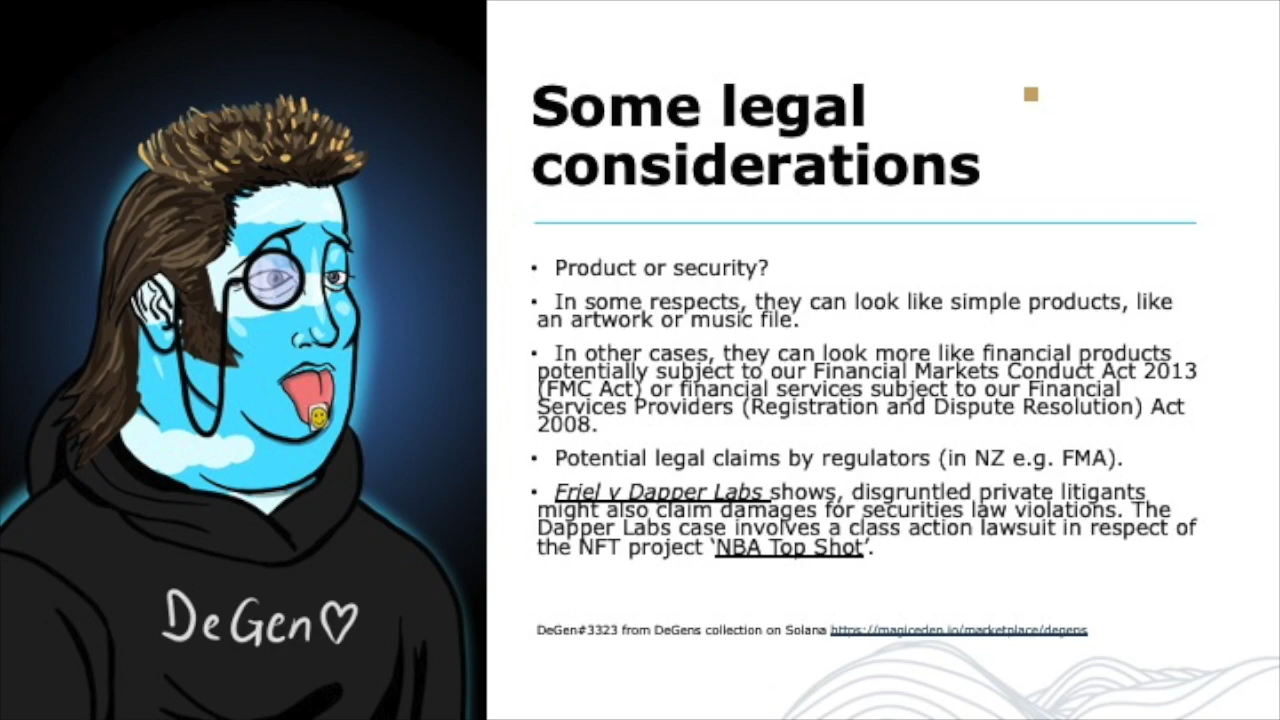 Some legal
considerations
• Product or security?
• In some respects, they can look like simple products, like
an artwork or music file.
• In other cases, they can look more like financial products
potentially subject to our Financial Markets Conduct Act 2013
(FMC Act) or financial services subject to our Financial
Services Providers (Registration and Dispute Resolution) Act
2008.
• Potential legal claims by regulators (in NZ e.g. FMA).
• Friel v Dapper Labs shows, disgruntled private litigants
might also claim damages for securities law violations. The
Dapper Labs case involves a class action lawsuit in respect of
the NFT project ‘NBA Top Shot’.
DeGen#3323 from DeGens collection on Solana https://magiceden.io/marketplace/degens
DeGen♡